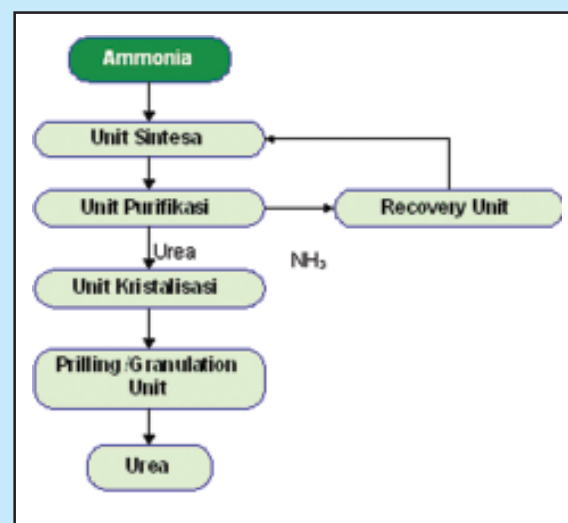 Ammonia
Unit Sintesa
Unit Purifikasi
Recovery Unit
Urea
NH₃
Unit Kristalisasi
Prilling /Granulation
Unit
Urea